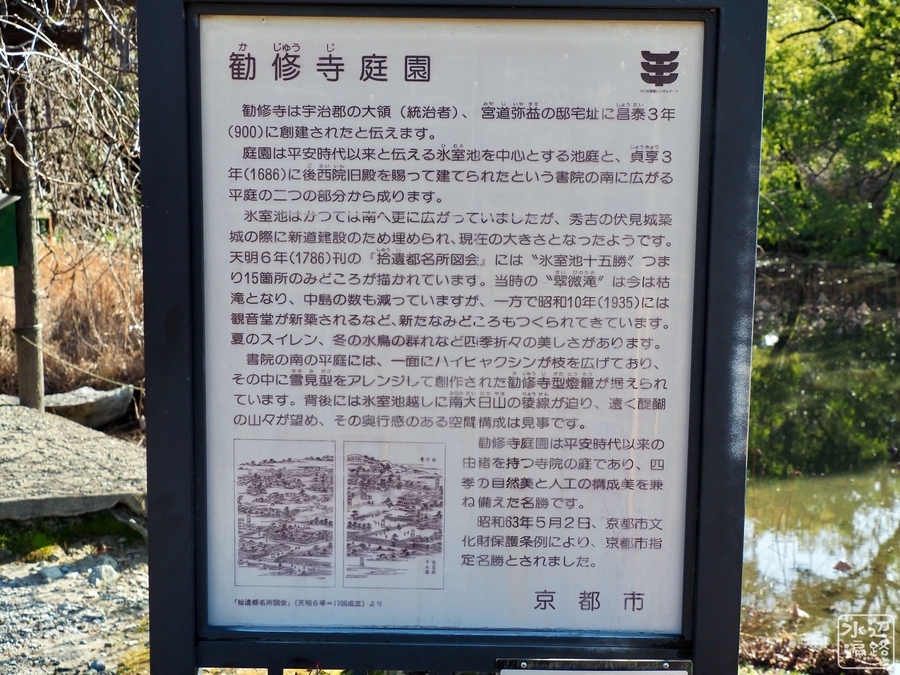 勧修寺庭園
勧修寺は宇治郡の大領（統治者）、宮道弥益の邸宅址に昌泰3年
(900)に創建されたと伝えます。
庭園は平安時代以来と伝える氷室池を中心とする池庭と、貞享3
年(1686)に後西院旧殿を賜って建てられたという書院の南に広がる
平庭の二つの部分から成ります。
氷室池はかつては南へ更に広がっていましたが、秀吉の伏見城築
城の際に新道建設のため埋められ、現在の大きさとなったようです。
天明6年(1786)刊の『拾遺都名所図会』には〝氷室池十五勝〟つま
り15箇所のみどころが描かれています。当時の〝翠微滝〟は今は枯
滝となり、中島の数も減っていますが、一方で昭和10年(1935)には
観音堂が新築されるなど、新たなみどころもつくられてきています。
夏のスイレン、冬の水鳥の群れなど四季折々の美しさがあります。
書院の南の平庭には、一面にハイビャクシンが枝を広げており、
その中に雪見型をアレンジして創作された勧修寺型燈籠が据えられ
ています。背後には氷室池越しに南大日山の稜線が迫り、遠く醍醐
の山々が望め、その奥行感のある空間構成は見事です。
勧修寺庭園は平安時代以来の
由緒を持つ寺院の庭であり、四
季の自然美と人工の構成美を兼
ね備えた名勝です。
昭和63年5月2日、京都市文
化財保護条例により、京都市指
定名勝とされました。
「拾遺都名所図会」（天明6年＝1786成立）より
京都市
水辺遍路